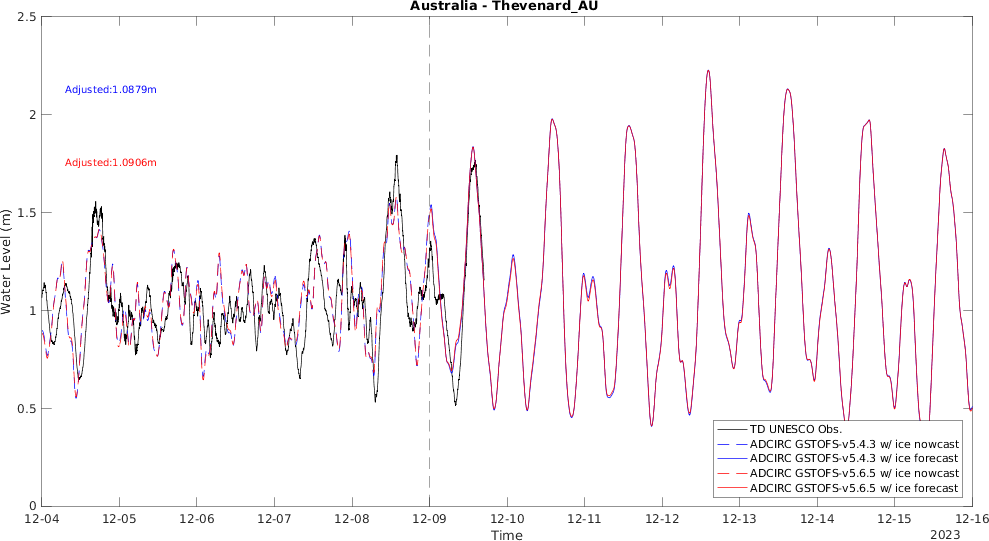 Australia - Thevenard_AU
2.5
Adjusted:1.0879m
2
Adjusted:1.0906m
1.5
Water Level (m)
1
0.5
0
TD UNESCO Obs.
ADCIRC GSTOFS-v5.4.3 w/ ice nowcast
ADCIRC GSTOFS-v5.4.3 w/ ice forecast
ADCIRC GSTOFS-v5.6.5 w/ ice nowcast
ADCIRC GSTOFS-v5.6.5 w/ ice forecast
12-04 12-05 12-06 12-07 12-08 12-09 12-10 12-11 12-12 12-13 12-14 12-15 12-16
Time
2023